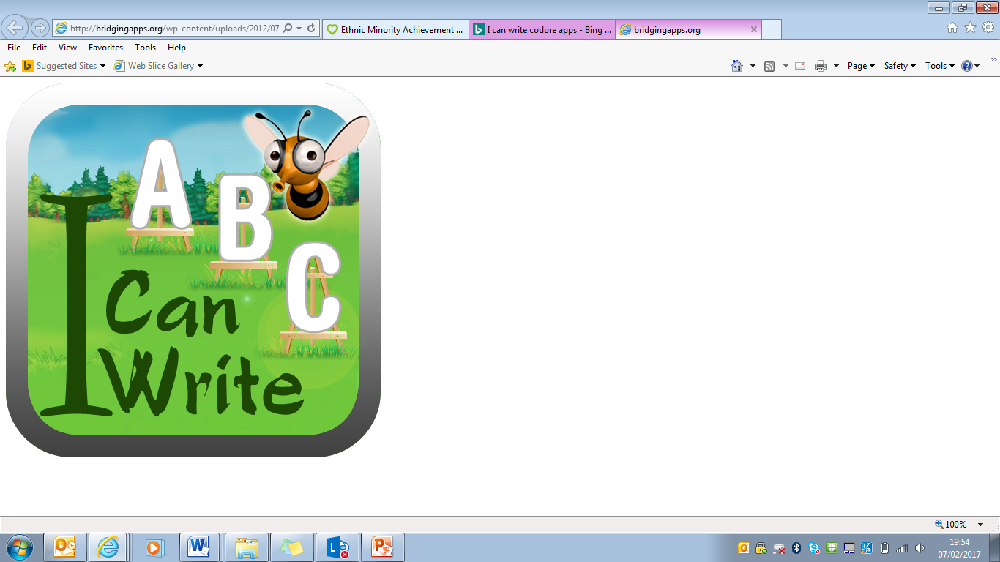 http://bridgingapps.org/wp-content/uploads/2012/07
Ethnic Minority Achievement ...
I can write codore apps - Bing ...
bridgingapps.org
File Edit View Favorites Tools Help
Suggested Sites Web Slice Gallery
Page Safety Tools
A
B
C
I
Can
Write
100%
19:54
07/02/2017